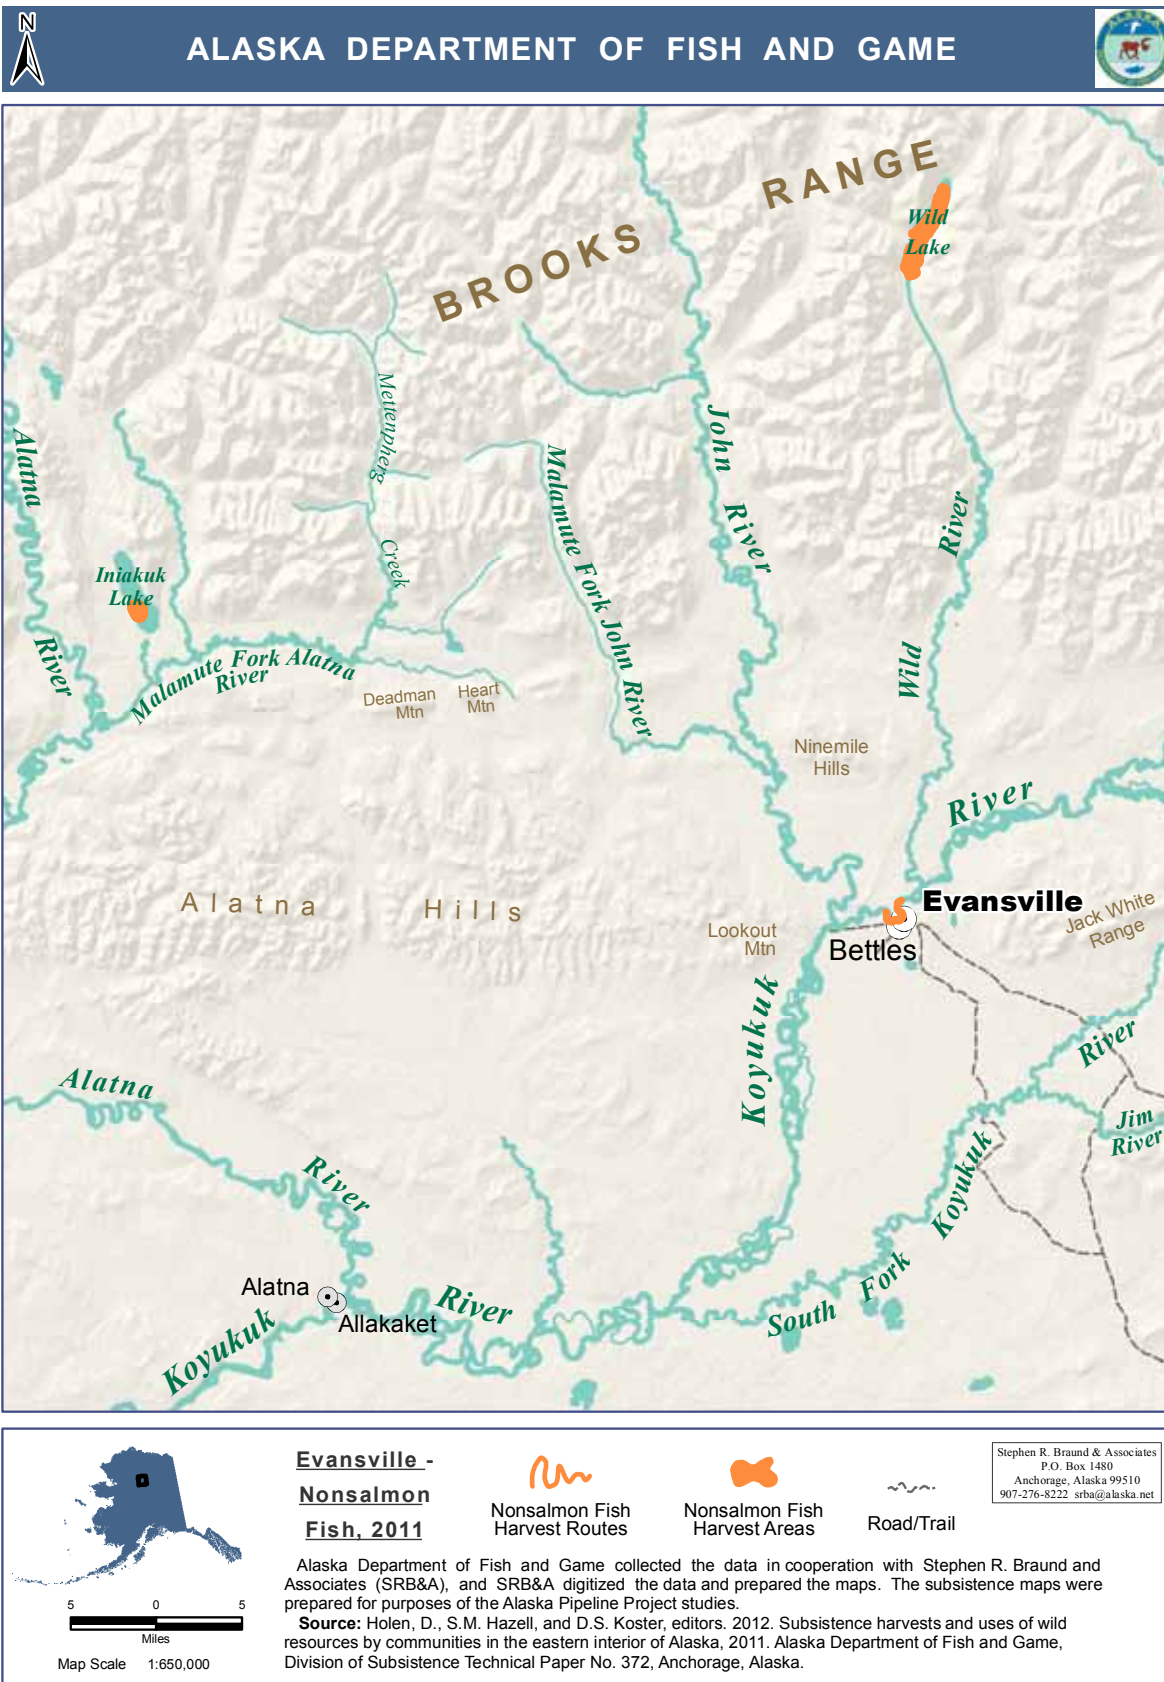 N
ALASKA DEPARTMENT OF FISH AND GAME
BROOKS RANGE
Wild
Lake
Mettenpherg
Creek
John
River
Alatna
River
Malamute Fork John River
River
Wild
Iniakuk
Lake
Malamute Fork Alatna
River
Deadman
Mtn
Heart
Mtn
Ninemile
Hills
River
Alatna Hills
Evansville
Lookout
Mtn
Bettles
Jack White
Range
Koyukuk
River
Alatna
River
Jim
River
Koyukuk
Fork
South
Alatna
Allakaket
River
Koyukuk
Evansville -
Nonsalmon
Fish, 2011
Nonsalmon Fish
Harvest Routes
Nonsalmon Fish
Harvest Areas
Road/Trail
Stephen R. Braund & Associates
P.O. Box 1480
Anchorage, Alaska 99510
907-276-8222 srba@alaska.net
5 0 5
Miles
Map Scale 1:650,000
Alaska Department of Fish and Game collected the data in cooperation with Stephen R. Braund and
Associates (SRB&A), and SRB&A digitized the data and prepared the maps. The subsistence maps were
prepared for purposes of the Alaska Pipeline Project studies.
Source: Holen, D., S.M. Hazell, and D.S. Koster, editors. 2012. Subsistence harvests and uses of wild
resources by communities in the eastern interior of Alaska, 2011. Alaska Department of Fish and Game,
Division of Subsistence Technical Paper No. 372, Anchorage, Alaska.